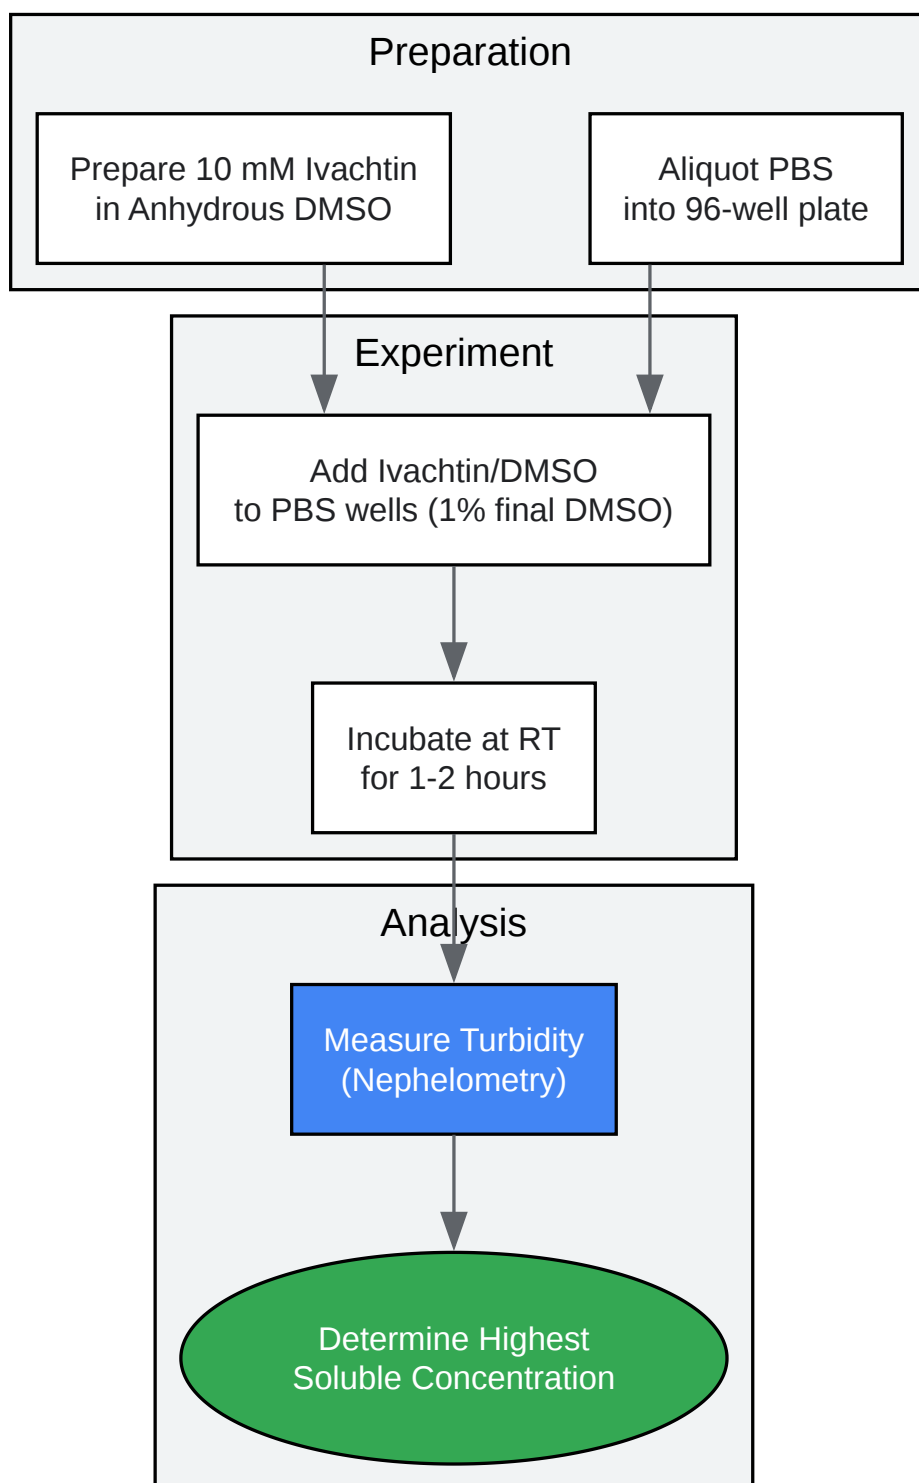 Preparation
Prepare 10 mM Ivachtin
in Anhydrous DMSO
Aliquot PBS
into 96-well plate
Experiment
Add Ivachtin/DMSO
to PBS wells (1% final DMSO)
Incubate at RT
for 1-2 hours
Analysis
Measure Turbidity
(Nephelometry)
Determine Highest
Soluble Concentration